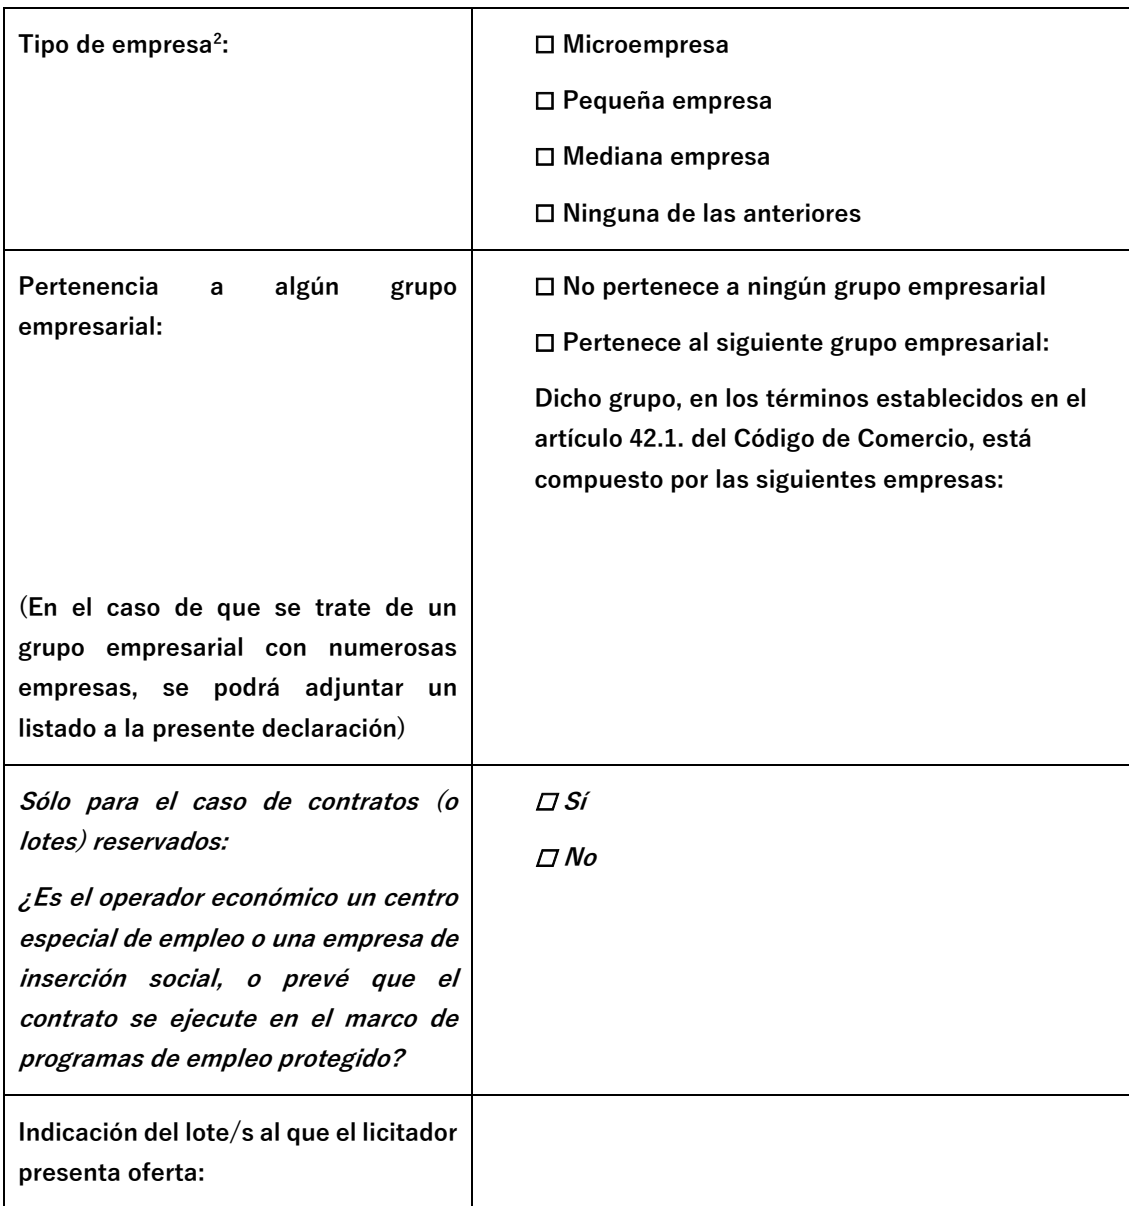 Tipo de empresa²:
☐ Microempresa
☐ Pequeña empresa
☐ Mediana empresa
☐ Ninguna de las anteriores
Pertenencia a algún grupo
empresarial:
(En el caso de que se trate de un
grupo empresarial con numerosas
empresas, se podrá adjuntar un
listado a la presente declaración)
☐ No pertenece a ningún grupo empresarial
☐ Pertenece al siguiente grupo empresarial:
Dicho grupo, en los términos establecidos en el
artículo 42.1. del Código de Comercio, está
compuesto por las siguientes empresas:
Sólo para el caso de contratos (o
lotes) reservados:
¿Es el operador económico un centro
especial de empleo o una empresa de
inserción social, o prevé que el
contrato se ejecute en el marco de
programas de empleo protegido?
☐ Sí
☐ No
Indicación del lote/s al que el licitador
presenta oferta: